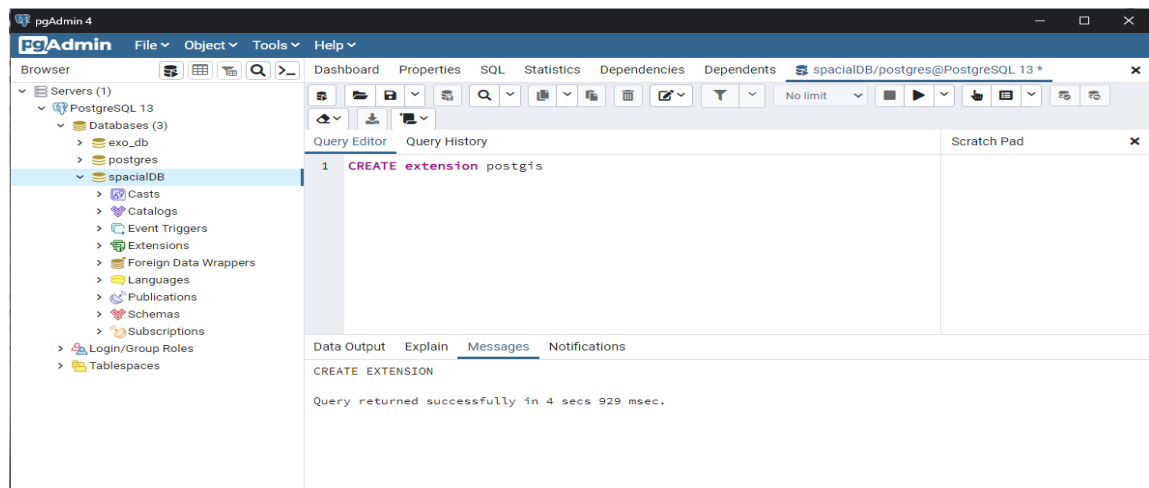 pgAdmin 4
pgAdmin File Object Tools Help
Browser
Dashboard Properties SQL Statistics Dependencies Dependents spacialDB/postgres@PostgreSQL 13 *
Servers (1)
PostgreSQL 13
Databases (3)
exo_db
postgres
spacialDB
Casts
Catalogs
Event Triggers
Extensions
Foreign Data Wrappers
Languages
Publications
Schemas
Subscriptions
Login/Group Roles
Tablespaces
No limit
Query Editor Query History
Scratch Pad
1 CREATE extension postgis
Data Output Explain Messages Notifications
CREATE EXTENSION
Query returned successfully in 4 secs 929 msec.